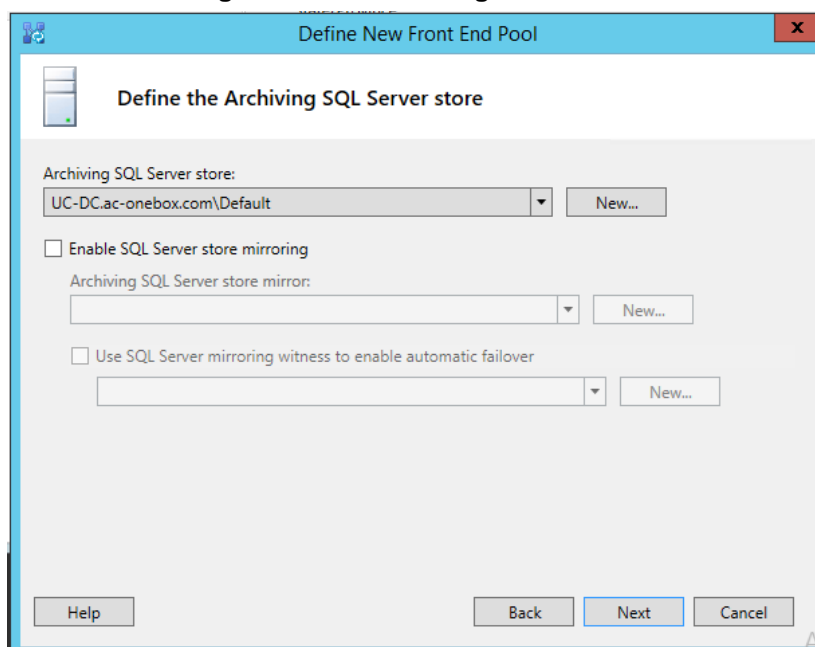 Define New Front End Pool
x
Define the Archiving SQL Server store
Archiving SQL Server store:
UC-DC.ac-onebox.com\Default
New...
Enable SQL Server store mirroring
Archiving SQL Server store mirror:
New...
Use SQL Server mirroring witness to enable automatic failover
New...
Help
Back
Next
Cancel